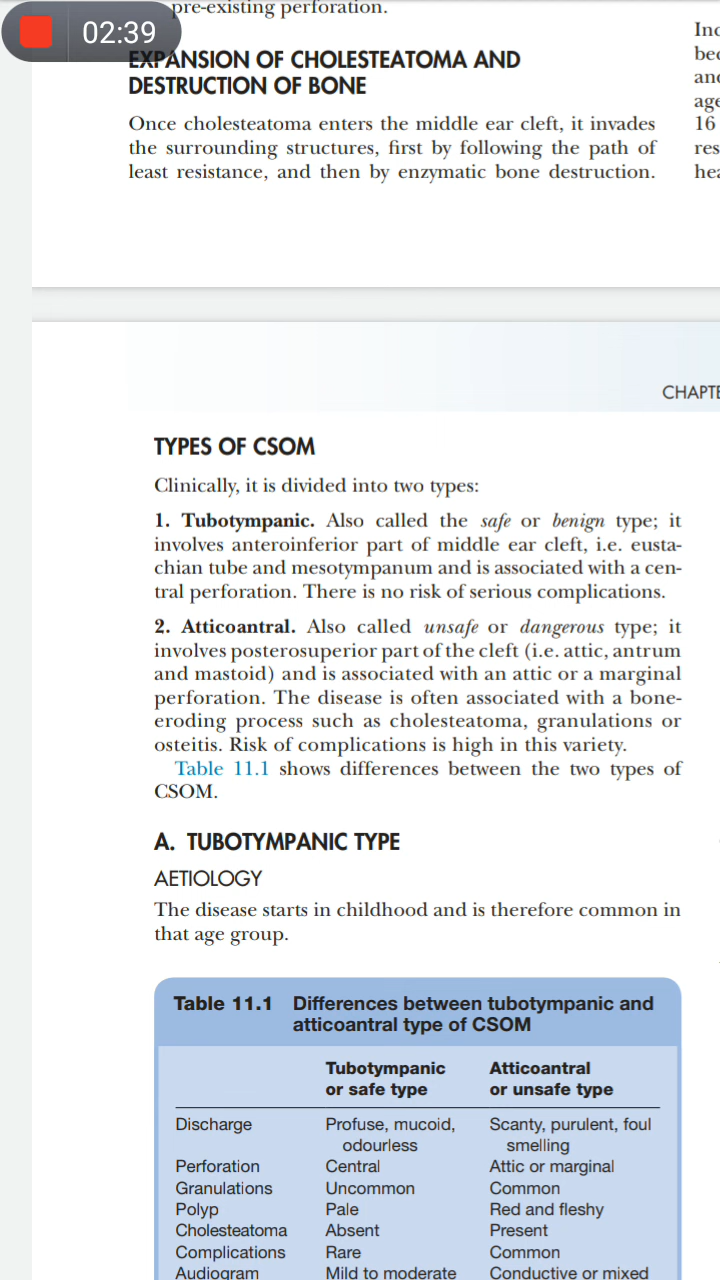 pre-existing perforation.
02:39
EXPANSION OF CHOLESTEATOMA AND
DESTRUCTION OF BONE
Once cholesteatoma enters the middle ear cleft, it invades
the surrounding structures, first by following the path of
least resistance, and then by enzymatic bone destruction.
16
CHAPTE
TYPES OF CSOM
Clinically, it is divided into two types:
1. Tubotympanic. Also called the safe or benign type; it
involves anteroinferior part of middle ear cleft, i.e. eusta-
chian tube and mesotympanum and is associated with a cen-
tral perforation. There is no risk of serious complications.
2. Atticoantral. Also called unsafe or dangerous type; it
involves posterosuperior part of the cleft (i.e. attic, antrum
and mastoid) and is associated with an attic or a marginal
perforation. The disease is often associated with a bone-
eroding process such as cholesteatoma, granulations or
osteitis. Risk of complications is high in this variety.
Table 11.1 shows differences between the two types of
CSOM.
A. TUBOTYMPANIC TYPE
AETIOLOGY
The disease starts in childhood and is therefore common in
that age group.
Table 11.1 Differences between tubotympanic and
atticoantral type of CSOM
Tubotympanic Atticoantral
or safe type or unsafe type
Discharge Profuse, mucoid, Scanty, purulent, foul
odourless smelling
Perforation Central Attic or marginal
Granulations Uncommon Common
Polyp Pale Red and fleshy
Cholesteatoma Absent Present
Complications Rare Common
Audiogram Mild to moderate Conductive or mixed